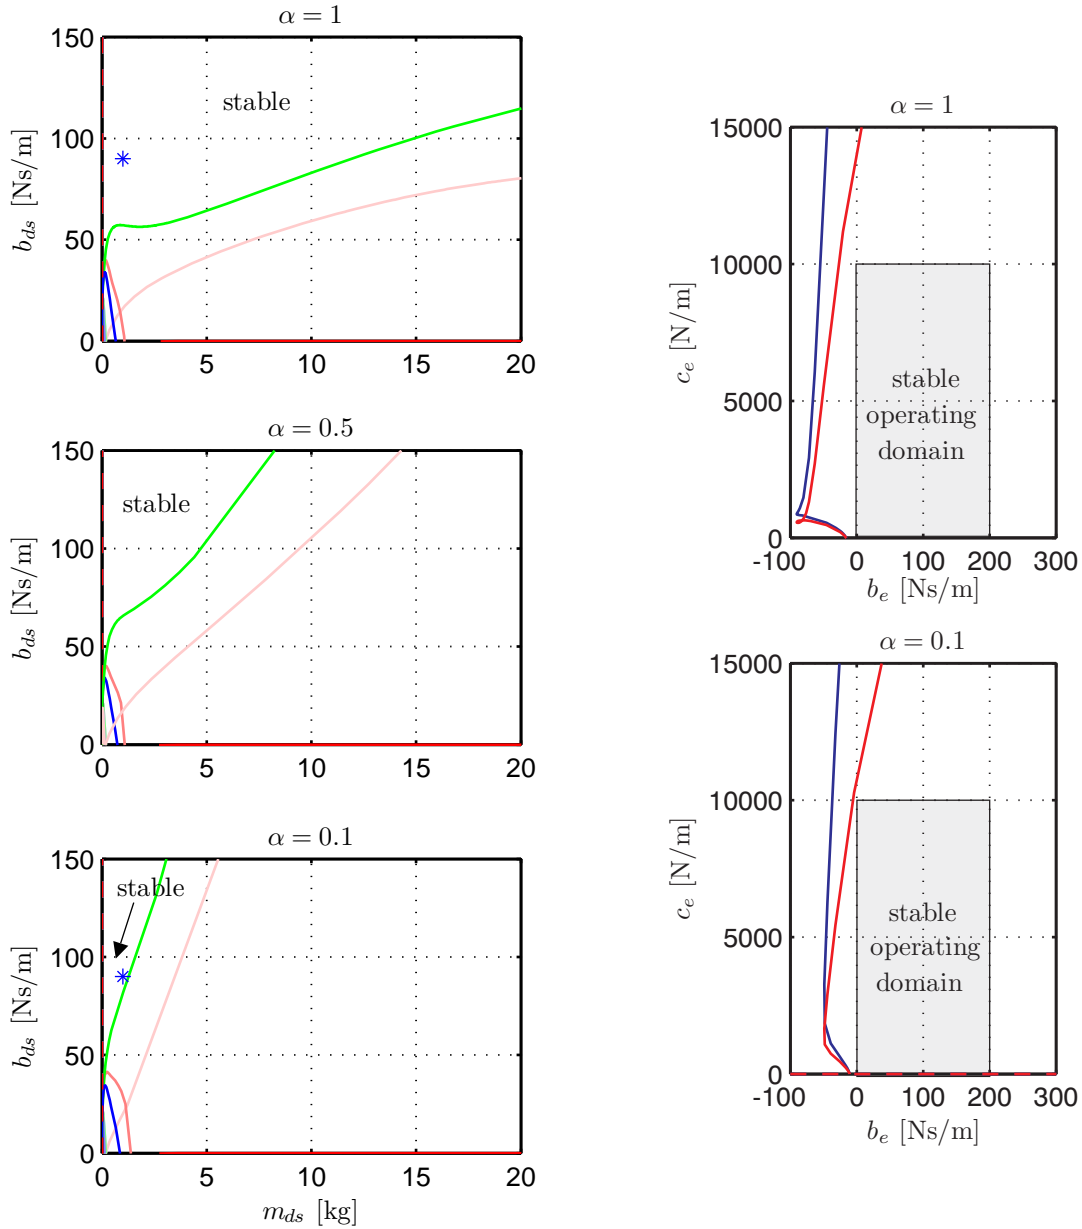 α = 1
150
100
50
0
b_ds [Ns/m]
stable
0 5 10 15 20
α = 0.5
150
100
50
0
b_ds [Ns/m]
stable
0 5 10 15 20
α = 0.1
150
100
50
0
b_ds [Ns/m]
stable
0 5 10 15 20
m_ds [kg]
α = 1
15000
10000
5000
0
c_e [N/m]
stable
operating
domain
-100 0 100 200 300
b_e [Ns/m]
α = 0.1
15000
10000
5000
0
c_e [N/m]
stable
operating
domain
-100 0 100 200 300
b_e [Ns/m]